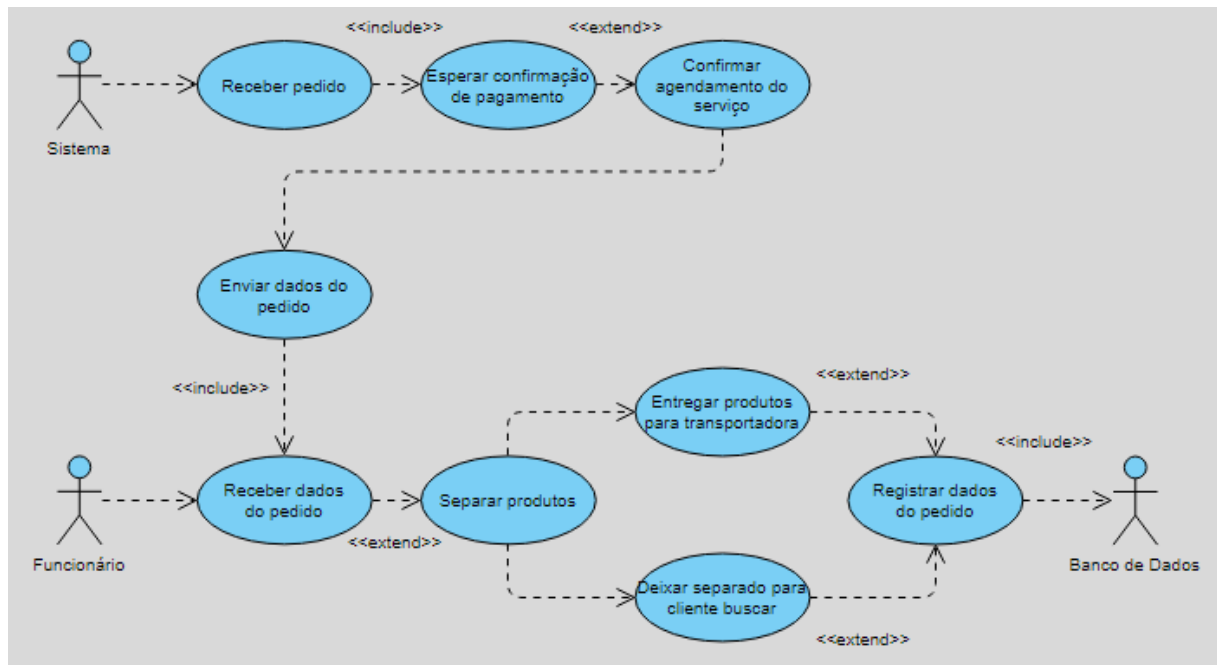 <<include>>
<<extend>>
Receber pedido
Esperar confirmação
de pagamento
Confirmar
agendamento do
serviço
Sistema
Enviar dados do
pedido
<<include>>
Entregar produtos
para transportadora
<<extend>>
<<include>>
Receber dados
do pedido
Separar produtos
Registrar dados
do pedido
<<extend>>
Funcionário
Banco de Dados
Deixar separado para
cliente buscar
<<extend>>